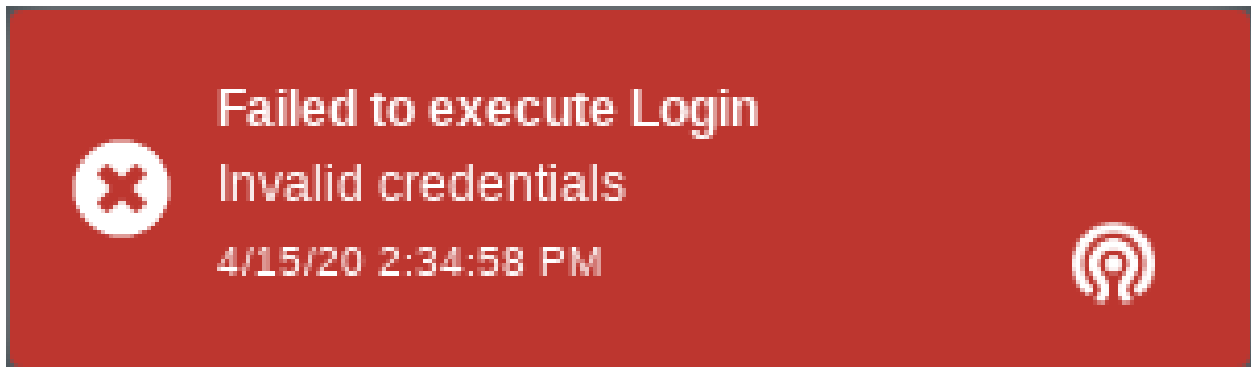 Failed to execute Login
Invalid credentials
4/15/20 2:34:58 PM